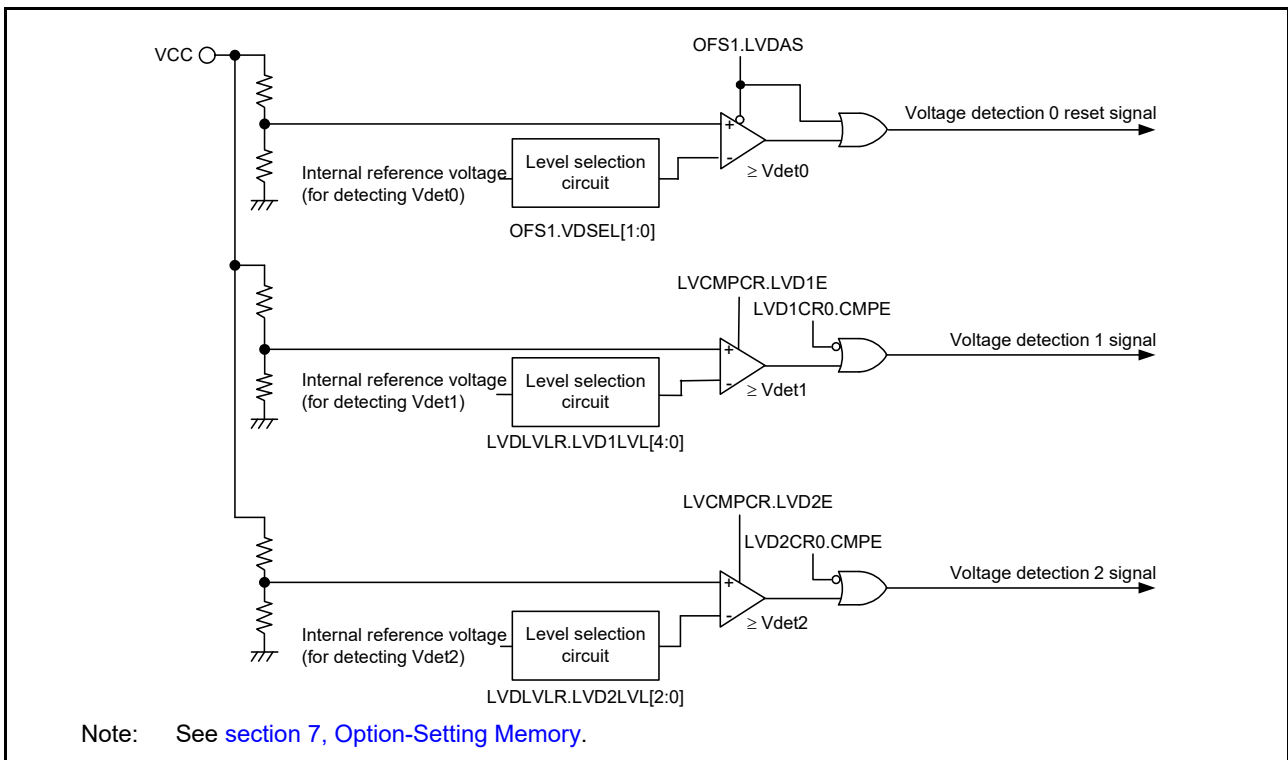 VCC
OFS1.LVDAS
+
-
Voltage detection 0 reset signal
Internal reference voltage
(for detecting Vdet0)
Level selection
circuit
≥ Vdet0
OFS1.VDSEL[1:0]
LVCMPCR.LVD1E
LVD1CR0.CMPE
+
-
Voltage detection 1 signal
Internal reference voltage
(for detecting Vdet1)
Level selection
circuit
≥ Vdet1
LVDLVLR.LVD1LVL[4:0]
LVCMPCR.LVD2E
LVD2CR0.CMPE
+
-
Voltage detection 2 signal
Internal reference voltage
(for detecting Vdet2)
Level selection
circuit
≥ Vdet2
LVDLVLR.LVD2LVL[2:0]
Note: See section 7, Option-Setting Memory.